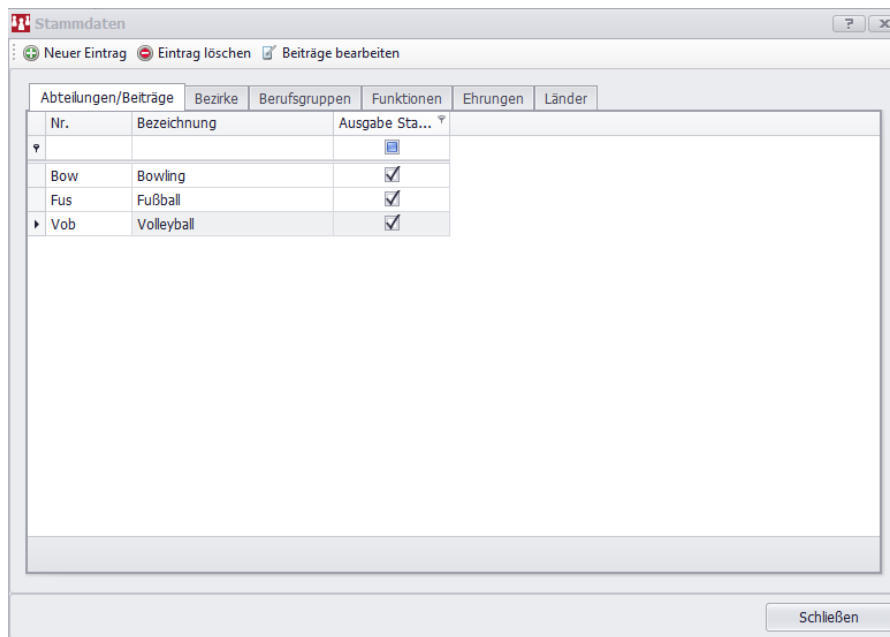 Stammdaten
Neuer Eintrag Eintrag löschen Beiträge bearbeiten
Abteilungen/Beiträge Bezirke Berufsgruppen Funktionen Ehrungen Länder
Nr. Bezeichnung Ausgabe Sta...
Bow Bowling
Fus Fußball
Vob Volleyball
Schließen